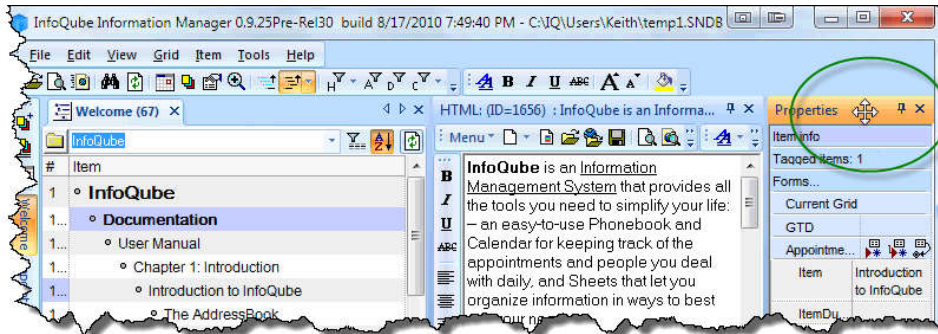 InfoQube Information Manager 0.9.25Pre-Rel30 build 8/17/2010 7:49:40 PM - C:\IQ\Users\Keith\temp1.SNDB
File Edit View Grid Item Tools Help
Welcome (67)
HTML: (ID=1656) : InfoQube is an Informa...
Properties
InfoQube
Menu
Item info
Tagged items: 1
Forms...
Current Grid
GTD
Appointme...
Item Introduction
to InfoQube
ItemDu...
# Item
1 InfoQube
1... Documentation
1... User Manual
1... Chapter 1: Introduction
1... Introduction to InfoQube
The AddressBook
Welcome
InfoQube is an Information
Management System that provides all
the tools you need to simplify your life:
– an easy-to-use Phonebook and
Calendar for keeping track of the
appointments and people you deal
with daily, and Sheets that let you
organize information in ways to best